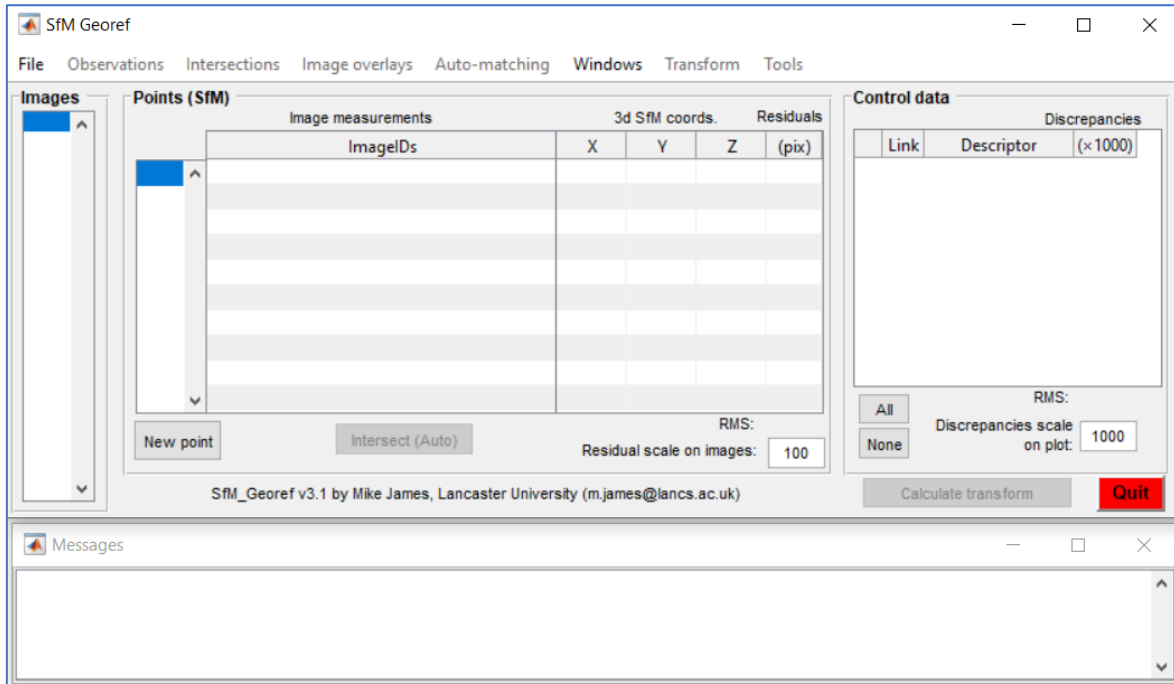 SfM Georef
File Observations Intersections Image overlays Auto-matching Windows Transform Tools
Images
Points (SfM)
Image measurements 3d SfM coords. Residuals
ImageIDs X Y Z (pix)
New point
Intersect (Auto)
RMS:
Residual scale on images: 100
Control data
Discrepancies
Link Descriptor (×1000)
All
None
RMS:
Discrepancies scale
on plot: 1000
SfM_Georef v3.1 by Mike James, Lancaster University (m.james@lancs.ac.uk)
Calculate transform
Quit
Messages